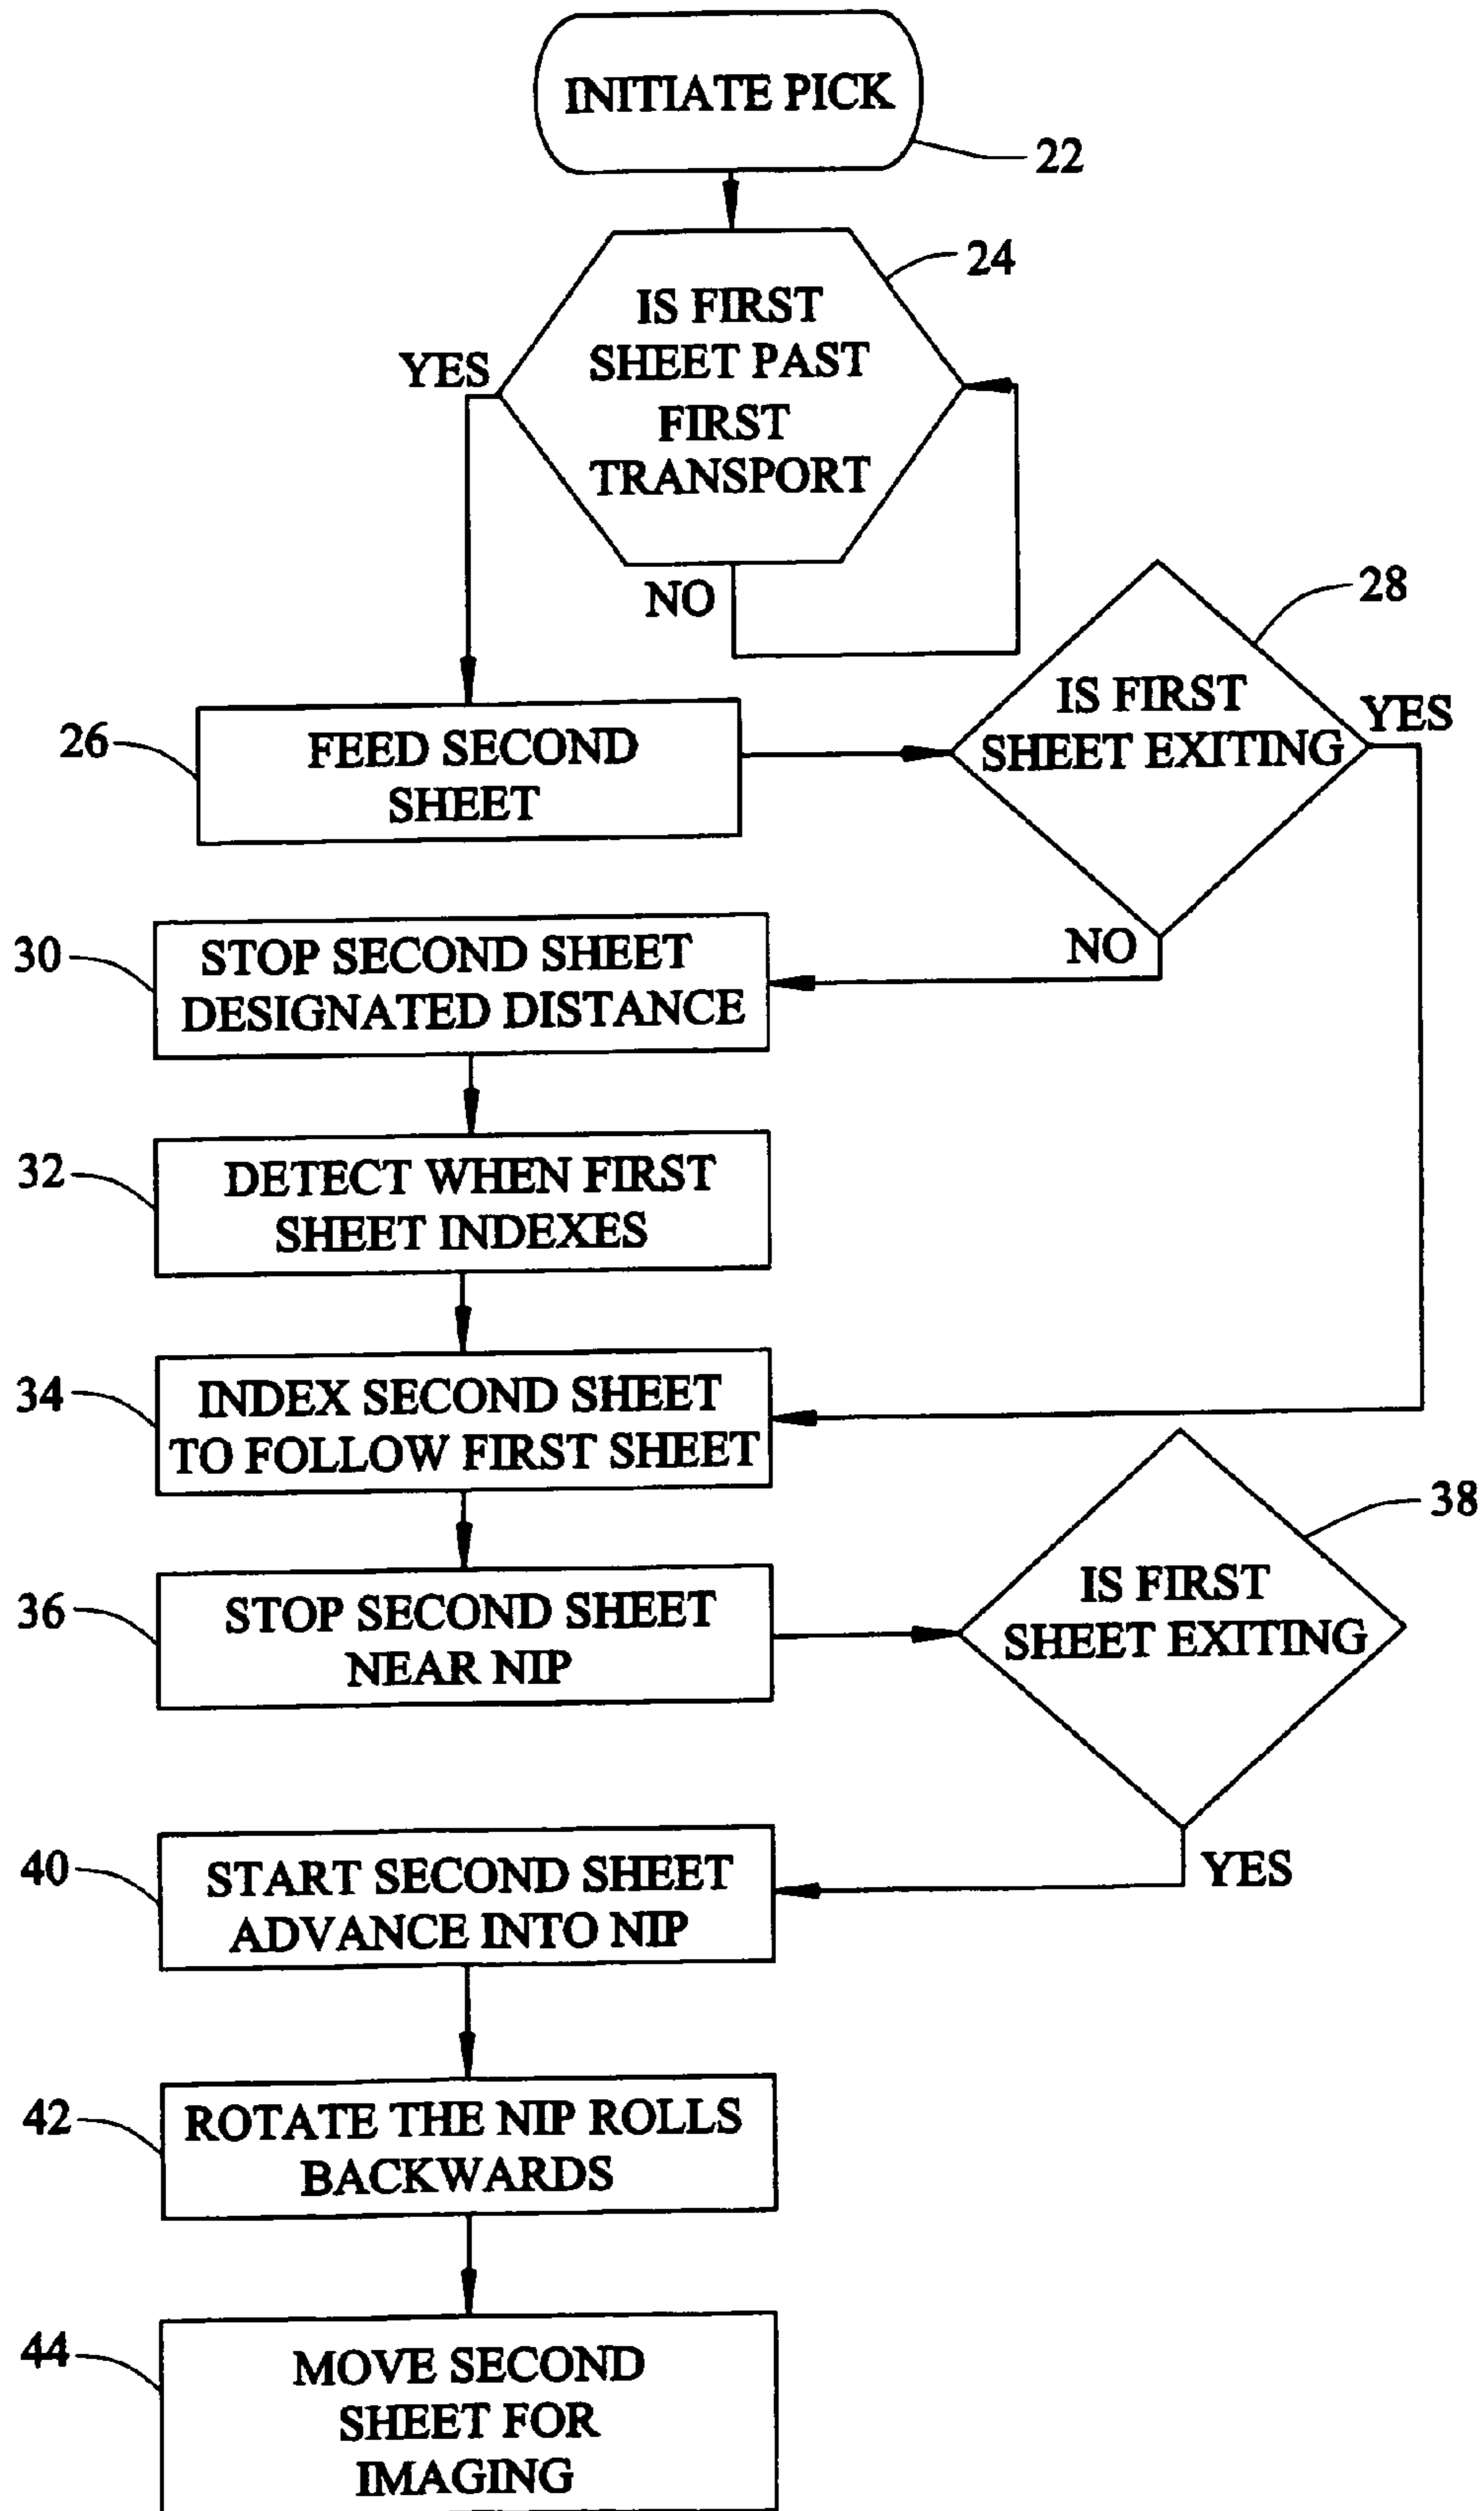 INITIATE PICK
22
24
IS FIRST
SHEET PAST
FIRST
TRANSPORT
YES
NO
28
IS FIRST
SHEET EXITING
YES
NO
26
FEED SECOND
SHEET
30
STOP SECOND SHEET
DESIGNATED DISTANCE
32
DETECT WHEN FIRST
SHEET INDEXES
34
INDEX SECOND SHEET
TO FOLLOW FIRST SHEET
36
STOP SECOND SHEET
NEAR NIP
38
IS FIRST
SHEET EXITING
YES
40
START SECOND SHEET
ADVANCE INTO NIP
42
ROTATE THE NIP ROLLS
BACKWARDS
44
MOVE SECOND
SHEET FOR
IMAGING